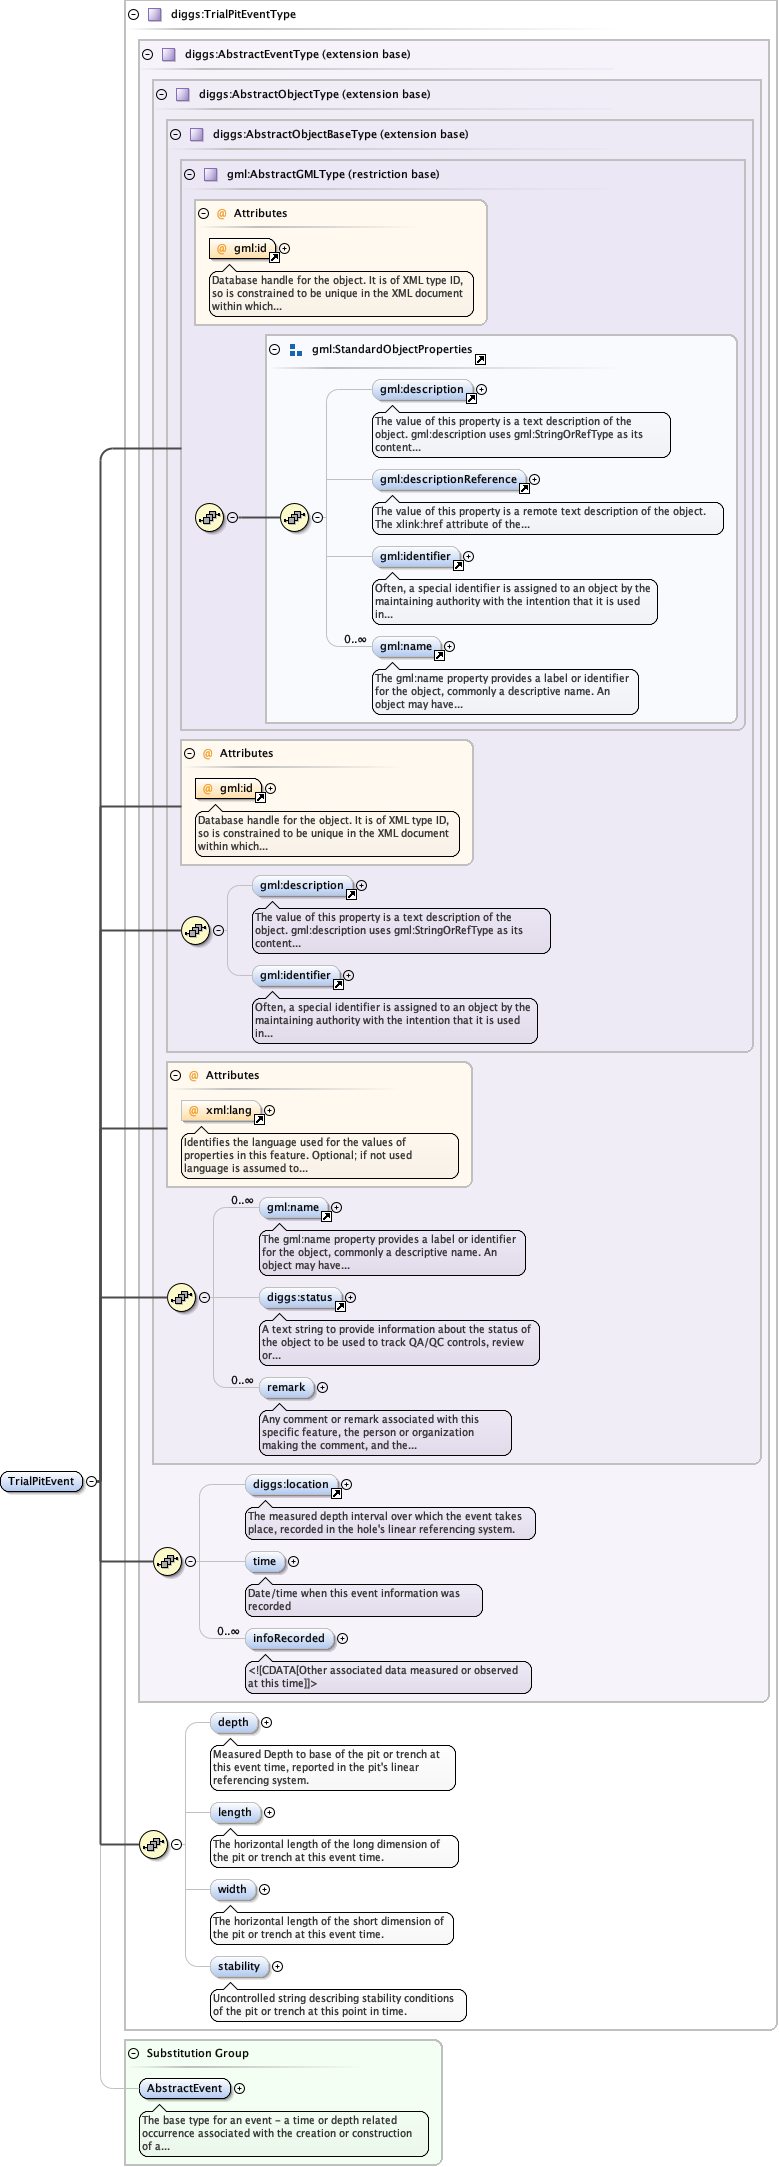 diggs:TrialPitEventType
diggs:AbstractEventType (extension base)
diggs:AbstractObjectType (extension base)
diggs:AbstractObjectBaseType (extension base)
gml:AbstractGMLType (restriction base)
@ Attributes
@ gml:id
Database handle for the object. It is of XML type ID,
so is constrained to be unique in the XML document
within which...
gml:StandardObjectProperties
gml:description
The value of this property is a text description of the
object. gml:description uses gml:StringOrRefType as its
content...
gml:descriptionReference
The value of this property is a remote text description of the object.
The xlink:href attribute of the...
gml:identifier
Often, a special identifier is assigned to an object by the
maintaining authority with the intention that it is used
in...
0..∞
gml:name
The gml:name property provides a label or identifier
for the object, commonly a descriptive name. An
object may have...
@ Attributes
@ gml:id
Database handle for the object. It is of XML type ID,
so is constrained to be unique in the XML document
within which...
gml:description
The value of this property is a text description of the
object. gml:description uses gml:StringOrRefType as its
content...
gml:identifier
Often, a special identifier is assigned to an object by the
maintaining authority with the intention that it is used
in...
@ Attributes
@ xml:lang
Identifies the language used for the values of
properties in this feature. Optional; if not used
language is assumed to...
0..∞
gml:name
The gml:name property provides a label or identifier
for the object, commonly a descriptive name. An
object may have...
diggs:status
A text string to provide information about the status of
the object to be used to track QA/QC controls, review
or...
0..∞
remark
Any comment or remark associated with this
specific feature, the person or organization
making the comment, and the...
TrialPitEvent
diggs:location
The measured depth interval over which the event takes
place, recorded in the hole's linear referencing system.
time
Date/time when this event information was
recorded
0..∞
infoRecorded
<![CDATA[Other associated data measured or observed
at this time]]>
depth
Measured Depth to base of the pit or trench at
this event time, reported in the pit's linear
referencing system.
length
The horizontal length of the long dimension of
the pit or trench at this event time.
width
The horizontal length of the short dimension of
the pit or trench at this event time.
stability
Uncontrolled string describing stability conditions
of the pit or trench at this point in time.
Substitution Group
AbstractEvent
The base type for an event - a time or depth related
occurrence associated with the creation or construction
of a...